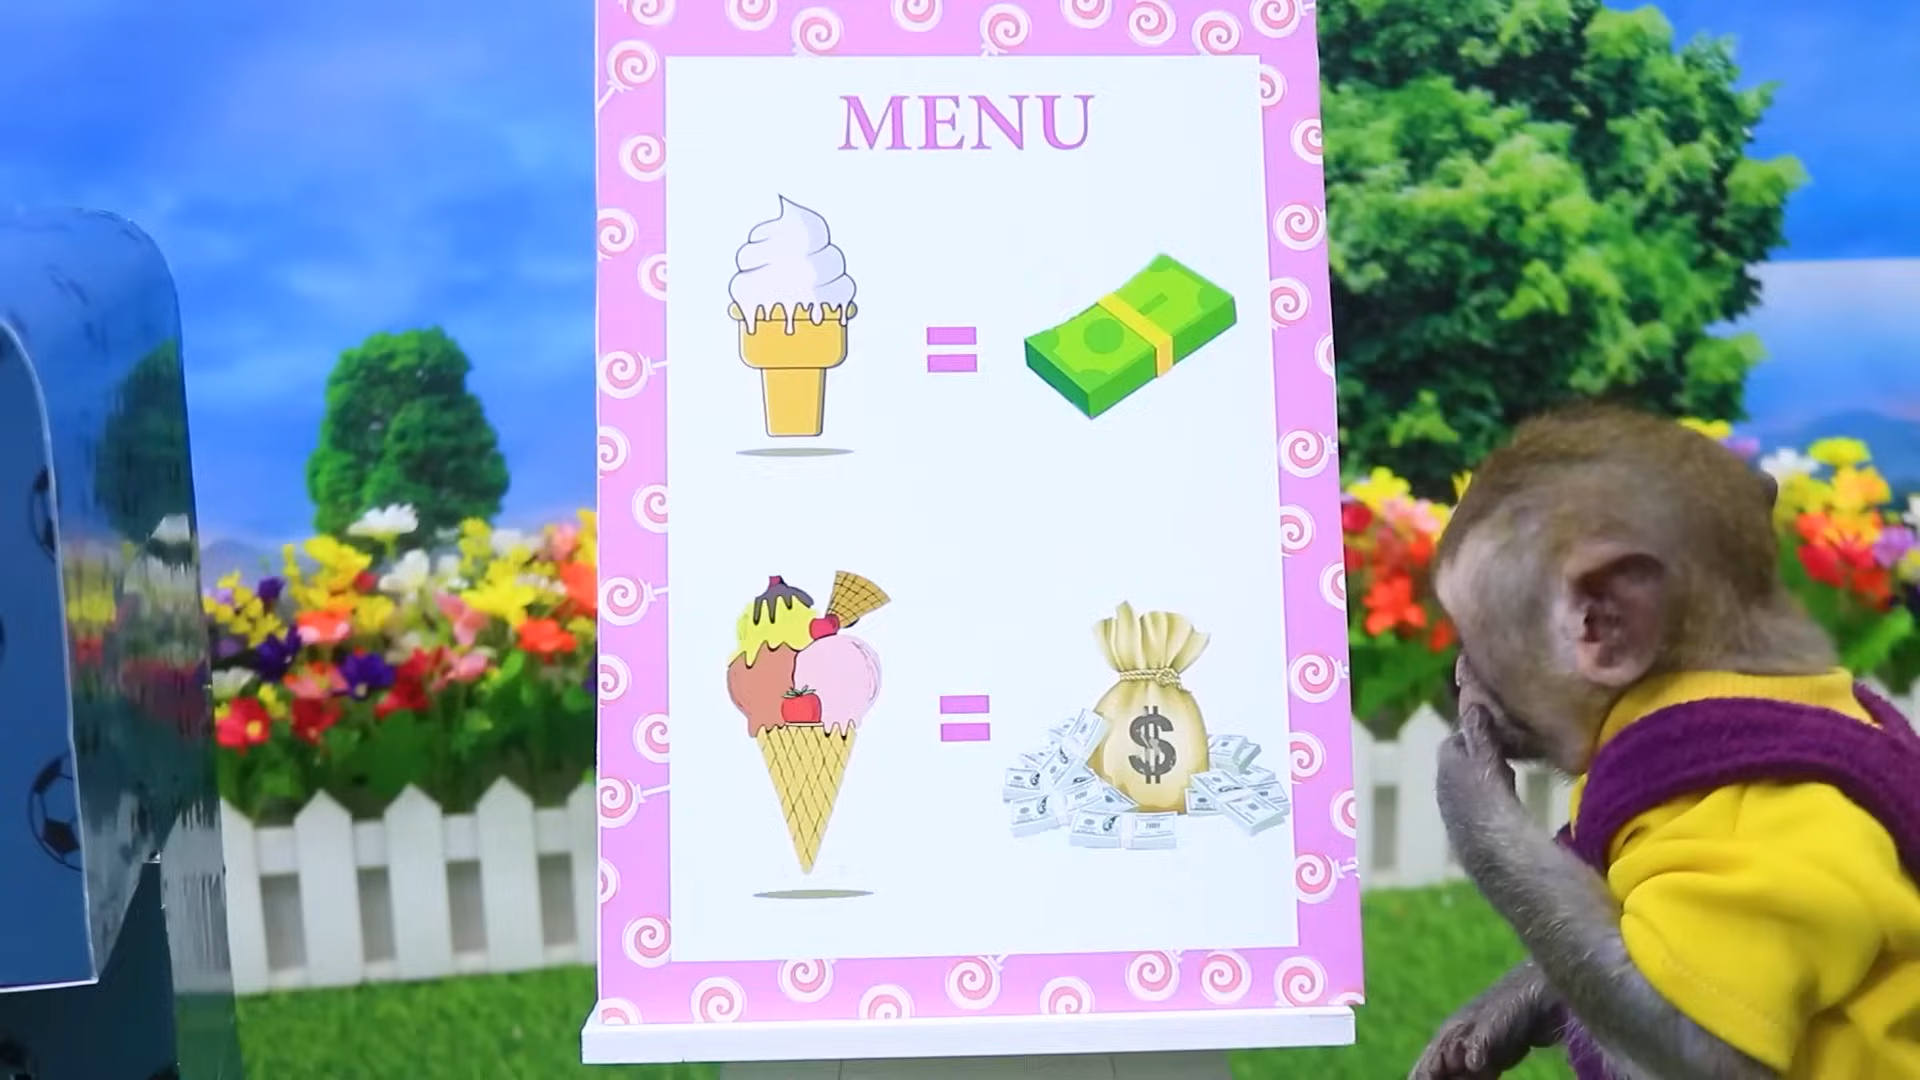 MENU
=
=
$